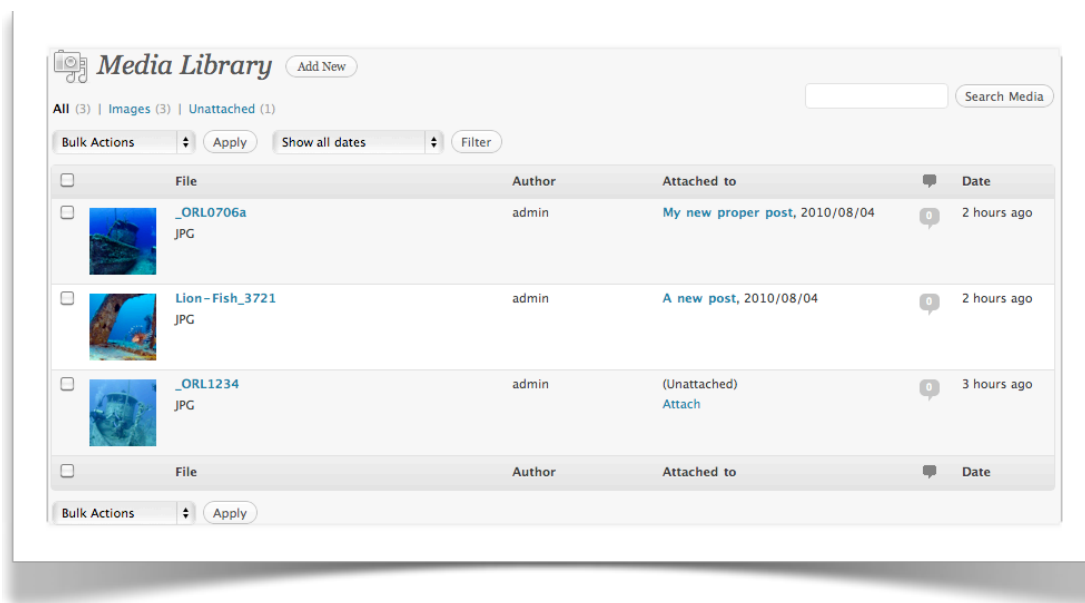 Media Library Add New
Search Media
All (3) | Images (3) | Unattached (1)
Bulk Actions Apply Show all dates Filter
File Author Attached to Date
_ORL0706a admin My new proper post, 2010/08/04 0 2 hours ago
JPG
Lion-Fish_3721 admin A new post, 2010/08/04 0 2 hours ago
JPG
_ORL1234 admin (Unattached) 0 3 hours ago
JPG Attach
File Author Attached to Date
Bulk Actions Apply